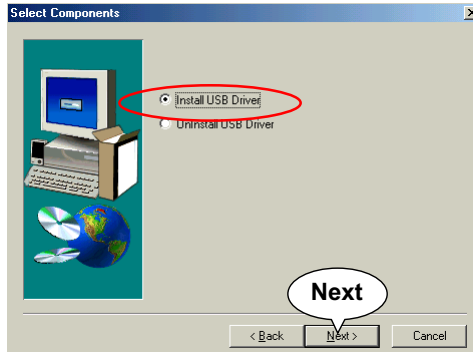 Select Components
Install USB Driver
Uninstall USB Driver
Next
< Back
Next >
Cancel